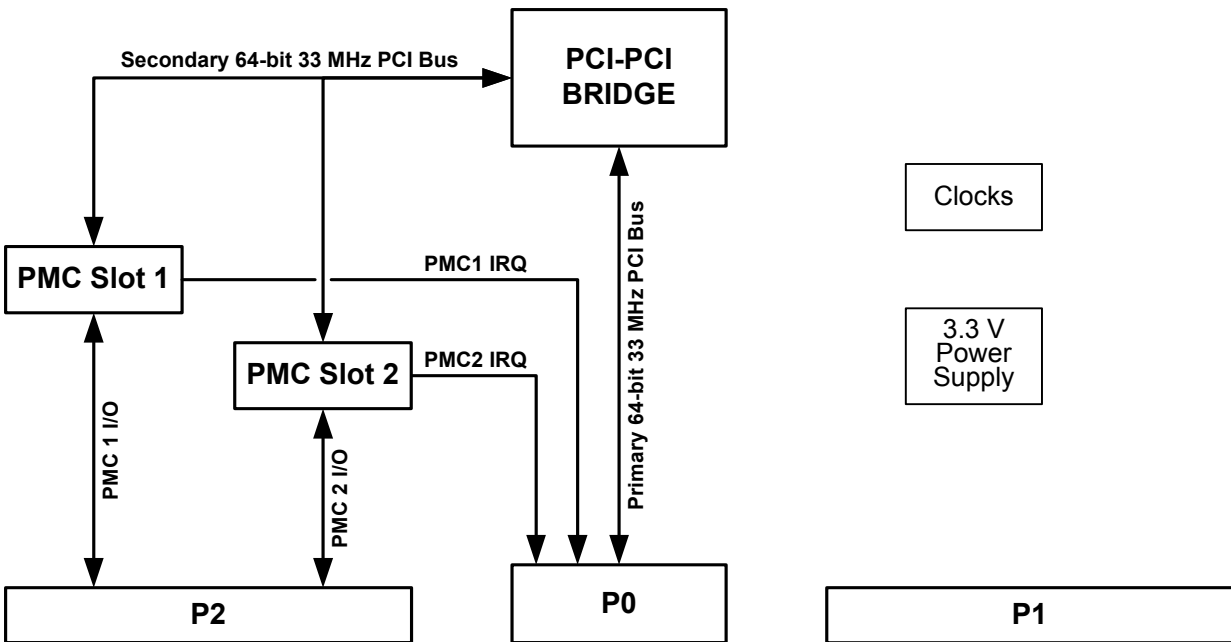 Secondary 64-bit 33 MHz PCI Bus
PCI-PCI
BRIDGE
Clocks
PMC Slot 1
PMC1 IRQ
Primary 64-bit 33 MHz PCI Bus
3.3 V
Power
Supply
PMC Slot 2
PMC2 IRQ
PMC 1 I/O
PMC 2 I/O
P2
P0
P1